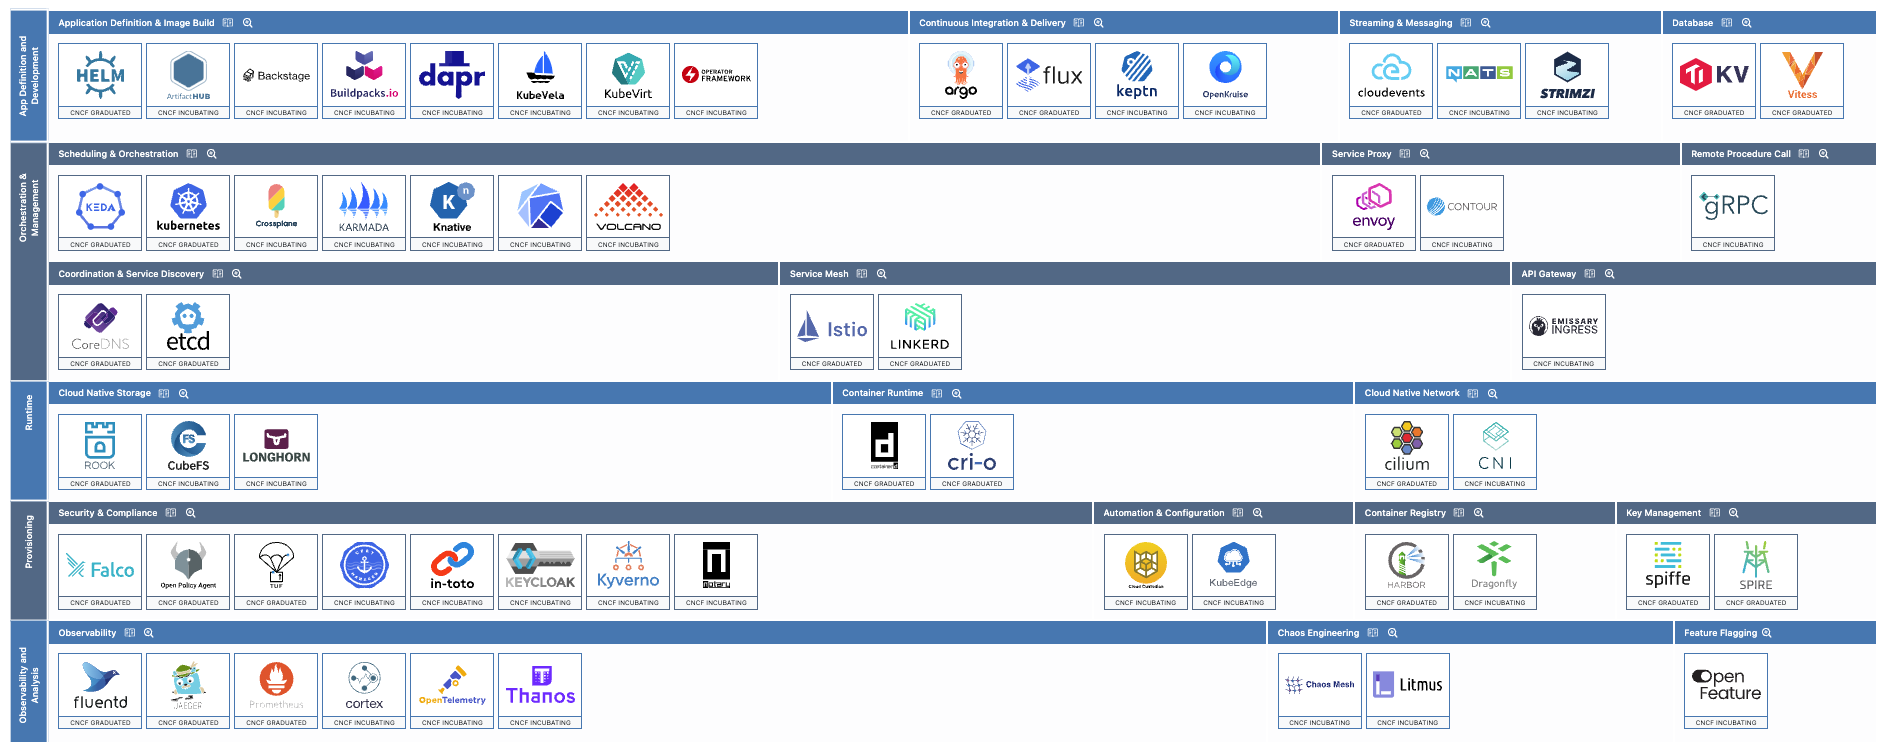 App Definition and Development
Application Definition & Image Build
HELM
CNCF GRADUATED
ArtifactHUB
CNCF INCUBATING
Backstage
CNCF INCUBATING
Buildpacks.io
CNCF INCUBATING
dapr
CNCF INCUBATING
KubeVela
CNCF INCUBATING
KubeVirt
CNCF INCUBATING
OPERATOR FRAMEWORK
CNCF INCUBATING
Continuous Integration & Delivery
argo
CNCF GRADUATED
flux
CNCF GRADUATED
keptn
CNCF INCUBATING
OpenKruise
CNCF INCUBATING
Streaming & Messaging
cloudevents
CNCF GRADUATED
NATS
CNCF INCUBATING
STRIMZI
CNCF INCUBATING
Database
TiKV
CNCF GRADUATED
Vitess
CNCF GRADUATED
Orchestration & Management
Scheduling & Orchestration
KEDA
CNCF GRADUATED
kubernetes
CNCF GRADUATED
Crossplane
CNCF INCUBATING
KARMADA
CNCF INCUBATING
n
K
Knative
CNCF INCUBATING
CNCF INCUBATING
VOLCANO
CNCF INCUBATING
Service Proxy
envoy
CNCF GRADUATED
CONTOUR
CNCF INCUBATING
Remote Procedure Call
gRPC
CNCF INCUBATING
Coordination & Service Discovery
CoreDNS
CNCF GRADUATED
etcd
CNCF GRADUATED
Service Mesh
Istio
CNCF GRADUATED
LINKERD
CNCF GRADUATED
API Gateway
EMISSARY INGRESS
CNCF INCUBATING
Runtime
Cloud Native Storage
ROOK
CNCF GRADUATED
FS
CubeFS
CNCF INCUBATING
LONGHORN
CNCF INCUBATING
Container Runtime
d
containerd
CNCF GRADUATED
cri-o
CNCF GRADUATED
Cloud Native Network
cilium
CNCF GRADUATED
CNI
CNCF INCUBATING
Provisioning
Security & Compliance
Falco
CNCF GRADUATED
Open Policy Agent
CNCF GRADUATED
TUF
CNCF GRADUATED
CERT MANAGER
CNCF INCUBATING
in-toto
CNCF INCUBATING
KEYCLOAK
CNCF INCUBATING
Kyverno
CNCF INCUBATING
n
Notary
CNCF INCUBATING
Automation & Configuration
Cloud Custodian
CNCF INCUBATING
KubeEdge
CNCF INCUBATING
Container Registry
HARBOR
CNCF GRADUATED
Dragonfly
CNCF INCUBATING
Key Management
spiffe
CNCF GRADUATED
SPIRE
CNCF GRADUATED
Observability and Analysis
Observability
fluentd
CNCF GRADUATED
JAEGER
CNCF GRADUATED
Prometheus
CNCF GRADUATED
cortex
CNCF INCUBATING
OpenTelemetry
CNCF INCUBATING
Thanos
CNCF INCUBATING
Chaos Engineering
Chaos Mesh
CNCF INCUBATING
Litmus
CNCF INCUBATING
Feature Flagging
Open Feature
CNCF INCUBATING